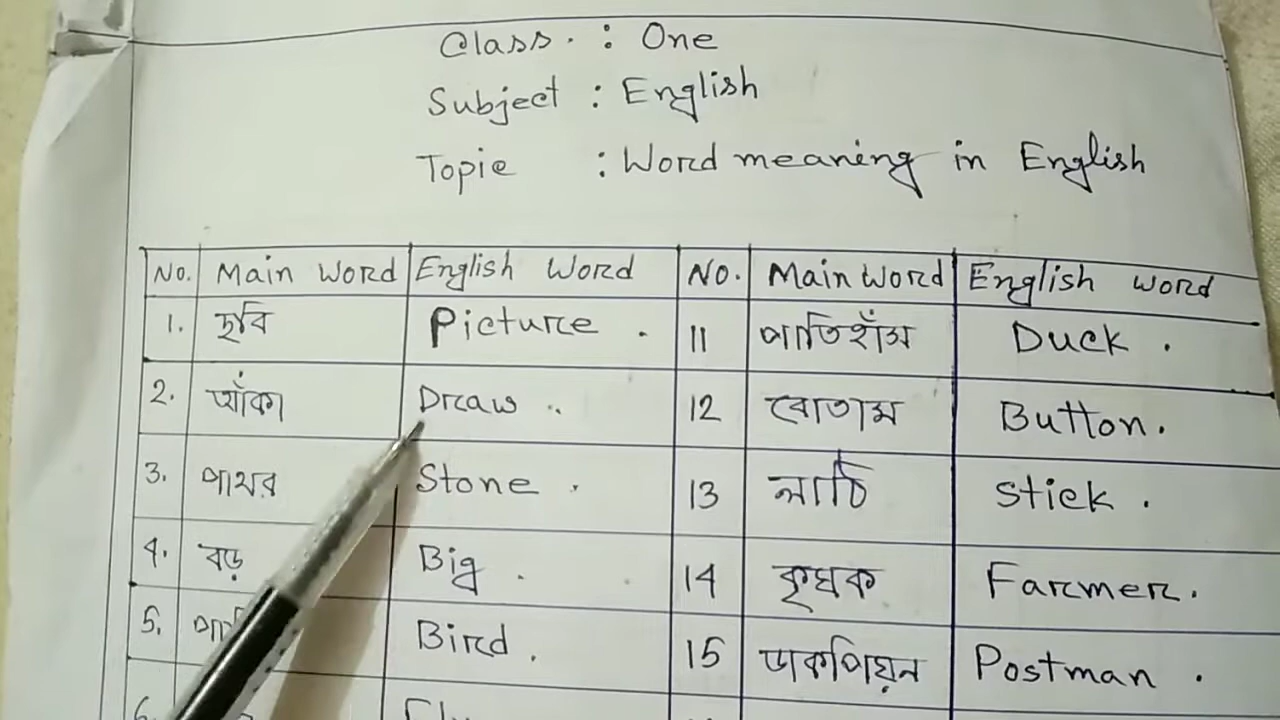 Class. : One
Subject : English
Topic : Word meaning in English
No. Main Word English Word No. Main Word English word
1. ছবি Picture . 11 পাতিহাঁস Duck .
2. আঁকা Draw .. 12 বোতাম Button.
3. পাথর Stone . 13 লাঠি Stick .
4. বড় Big . 14 কৃষক Farmer.
5. Bird . 15 ডাকপিয়ন Postman .
6.